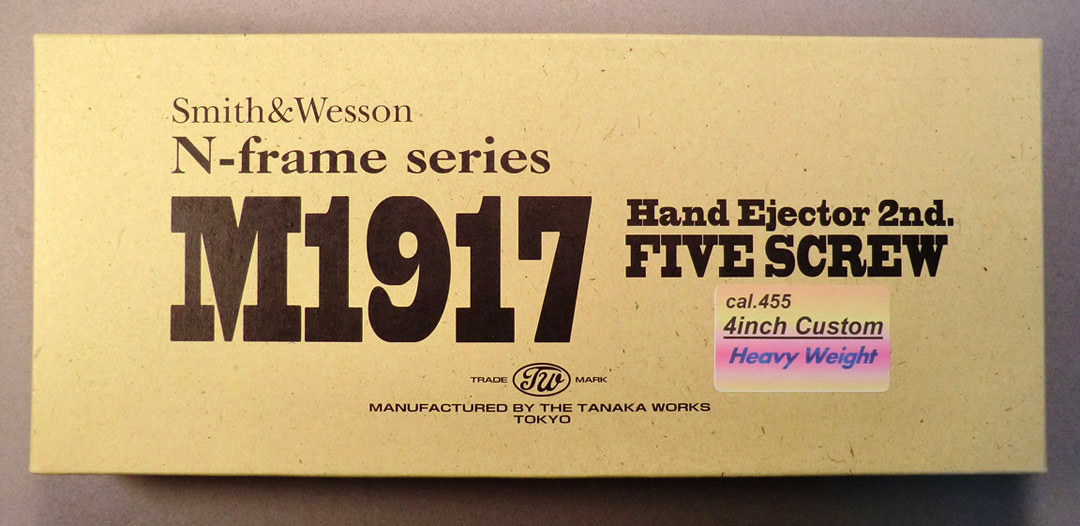 Smith&Wesson
N-frame series
M1917
Hand Ejector 2nd.
FIVE SCREW
cal.455
4inch Custom
Heavy Weight
TRADE TW MARK
MANUFACTURED BY THE TANAKA WORKS
TOKYO